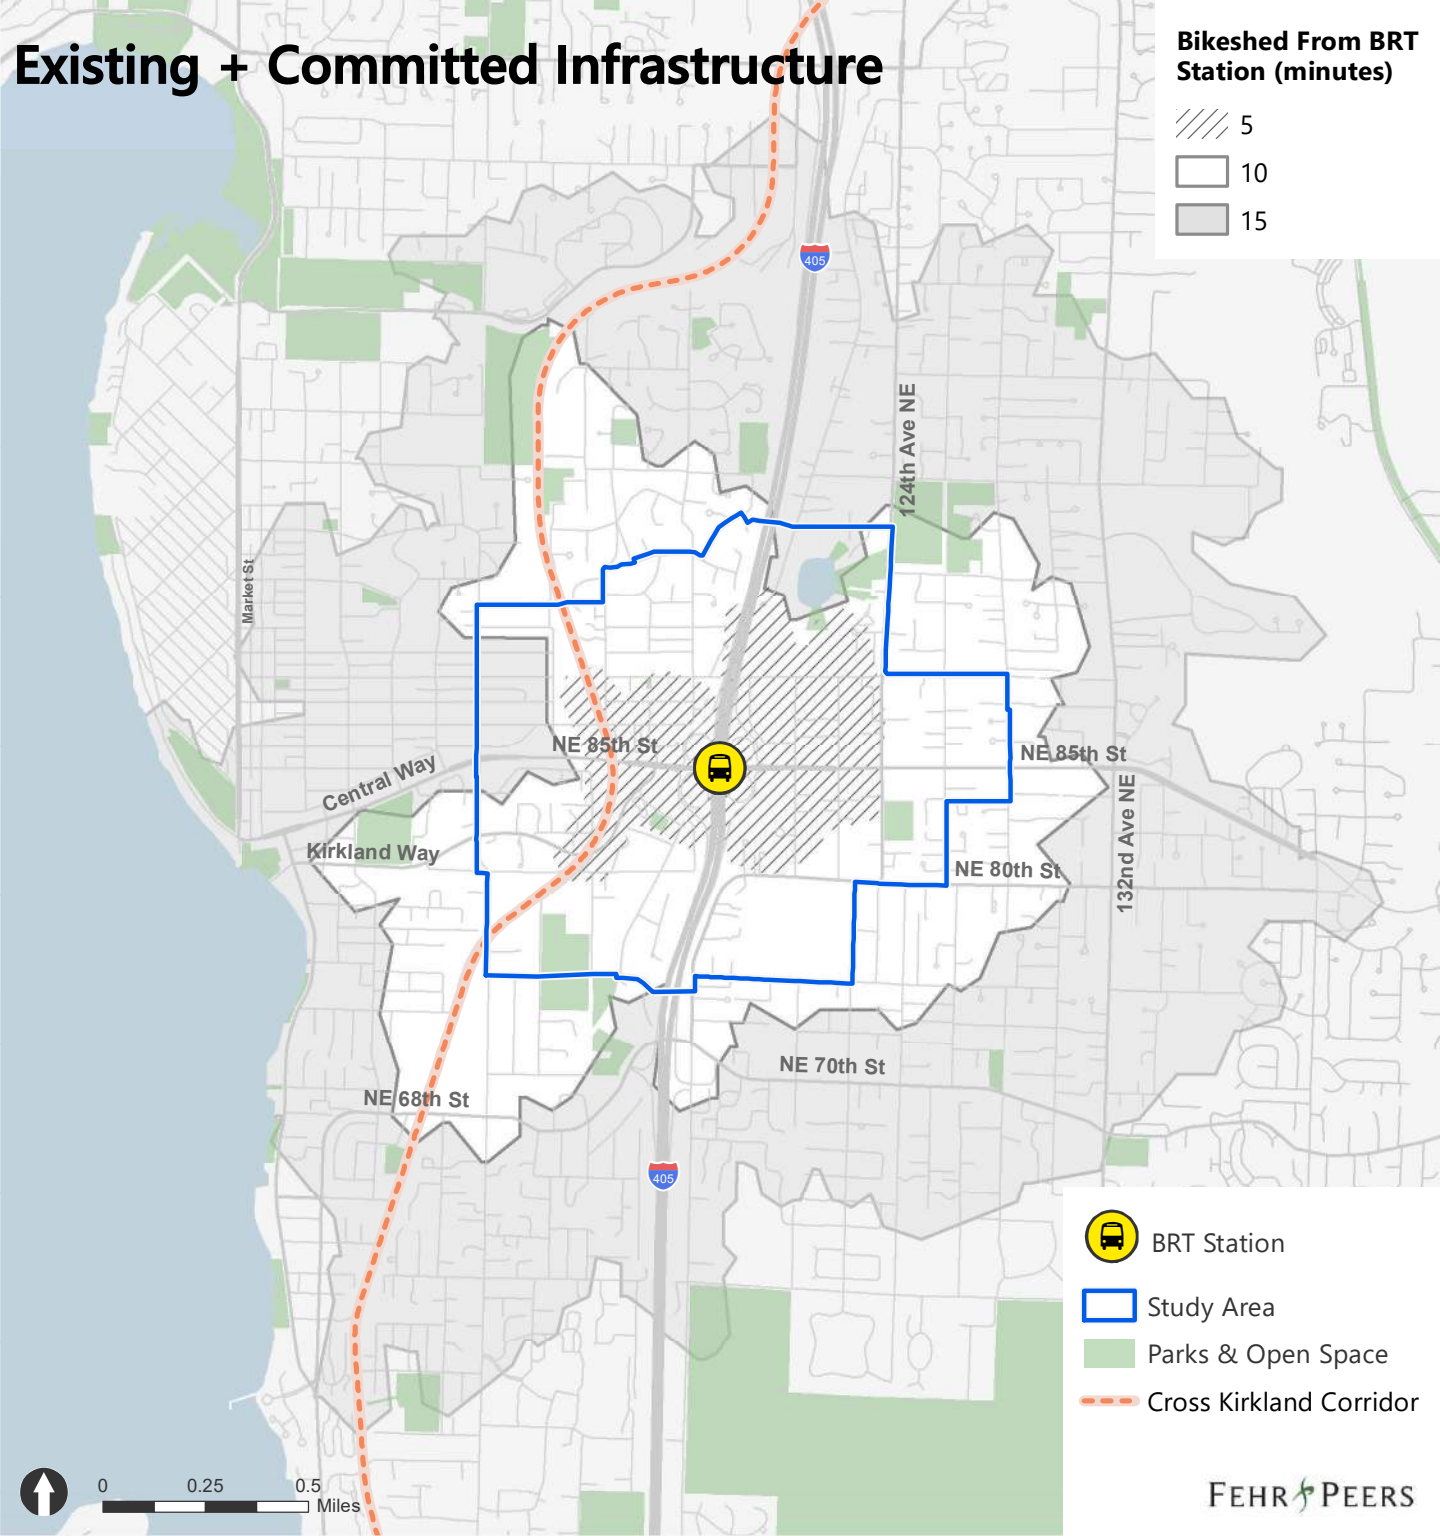 Existing + Committed Infrastructure
Bikeshed From BRT
Station (minutes)
5
10
15
405
124th Ave NE
Market St
NE 85th St
NE 85th St
Central Way
132nd Ave NE
Kirkland Way
NE 80th St
NE 70th St
NE 68th St
405
BRT Station
Study Area
Parks & Open Space
Cross Kirkland Corridor
0 0.25 0.5
Miles
FEHR PEERS